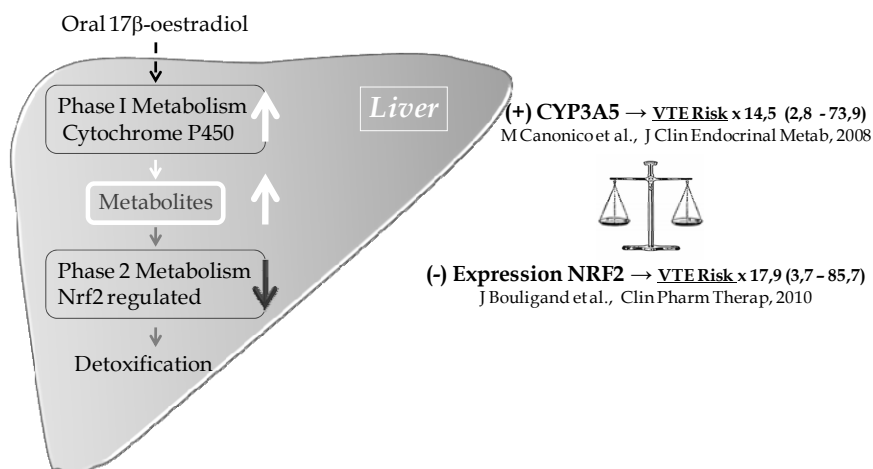 Oral 17β-oestradiol
Phase I Metabolism
Cytochrome P450
Liver
Metabolites
Phase 2 Metabolism
Nrf2 regulated
Detoxification
(+) CYP3A5 → VTE Risk x 14,5 (2,8 - 73,9)
M Canonico et al., J Clin Endocrinal Metab, 2008
(-) Expression NRF2 → VTE Risk x 17,9 (3,7 – 85,7)
J Bouligand et al., Clin Pharm Therap, 2010